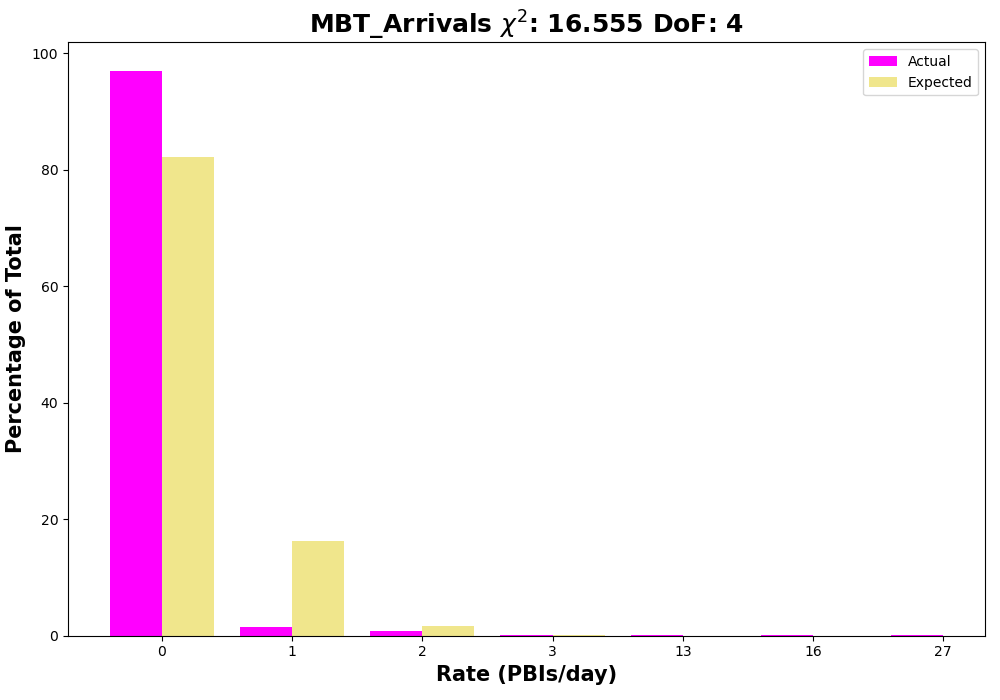 MBT_Arrivals χ²: 16.555 DoF: 4
Actual
Expected
Percentage of Total
100
80
60
40
20
0
0 1 2 3 13 16 27
Rate (PBIs/day)